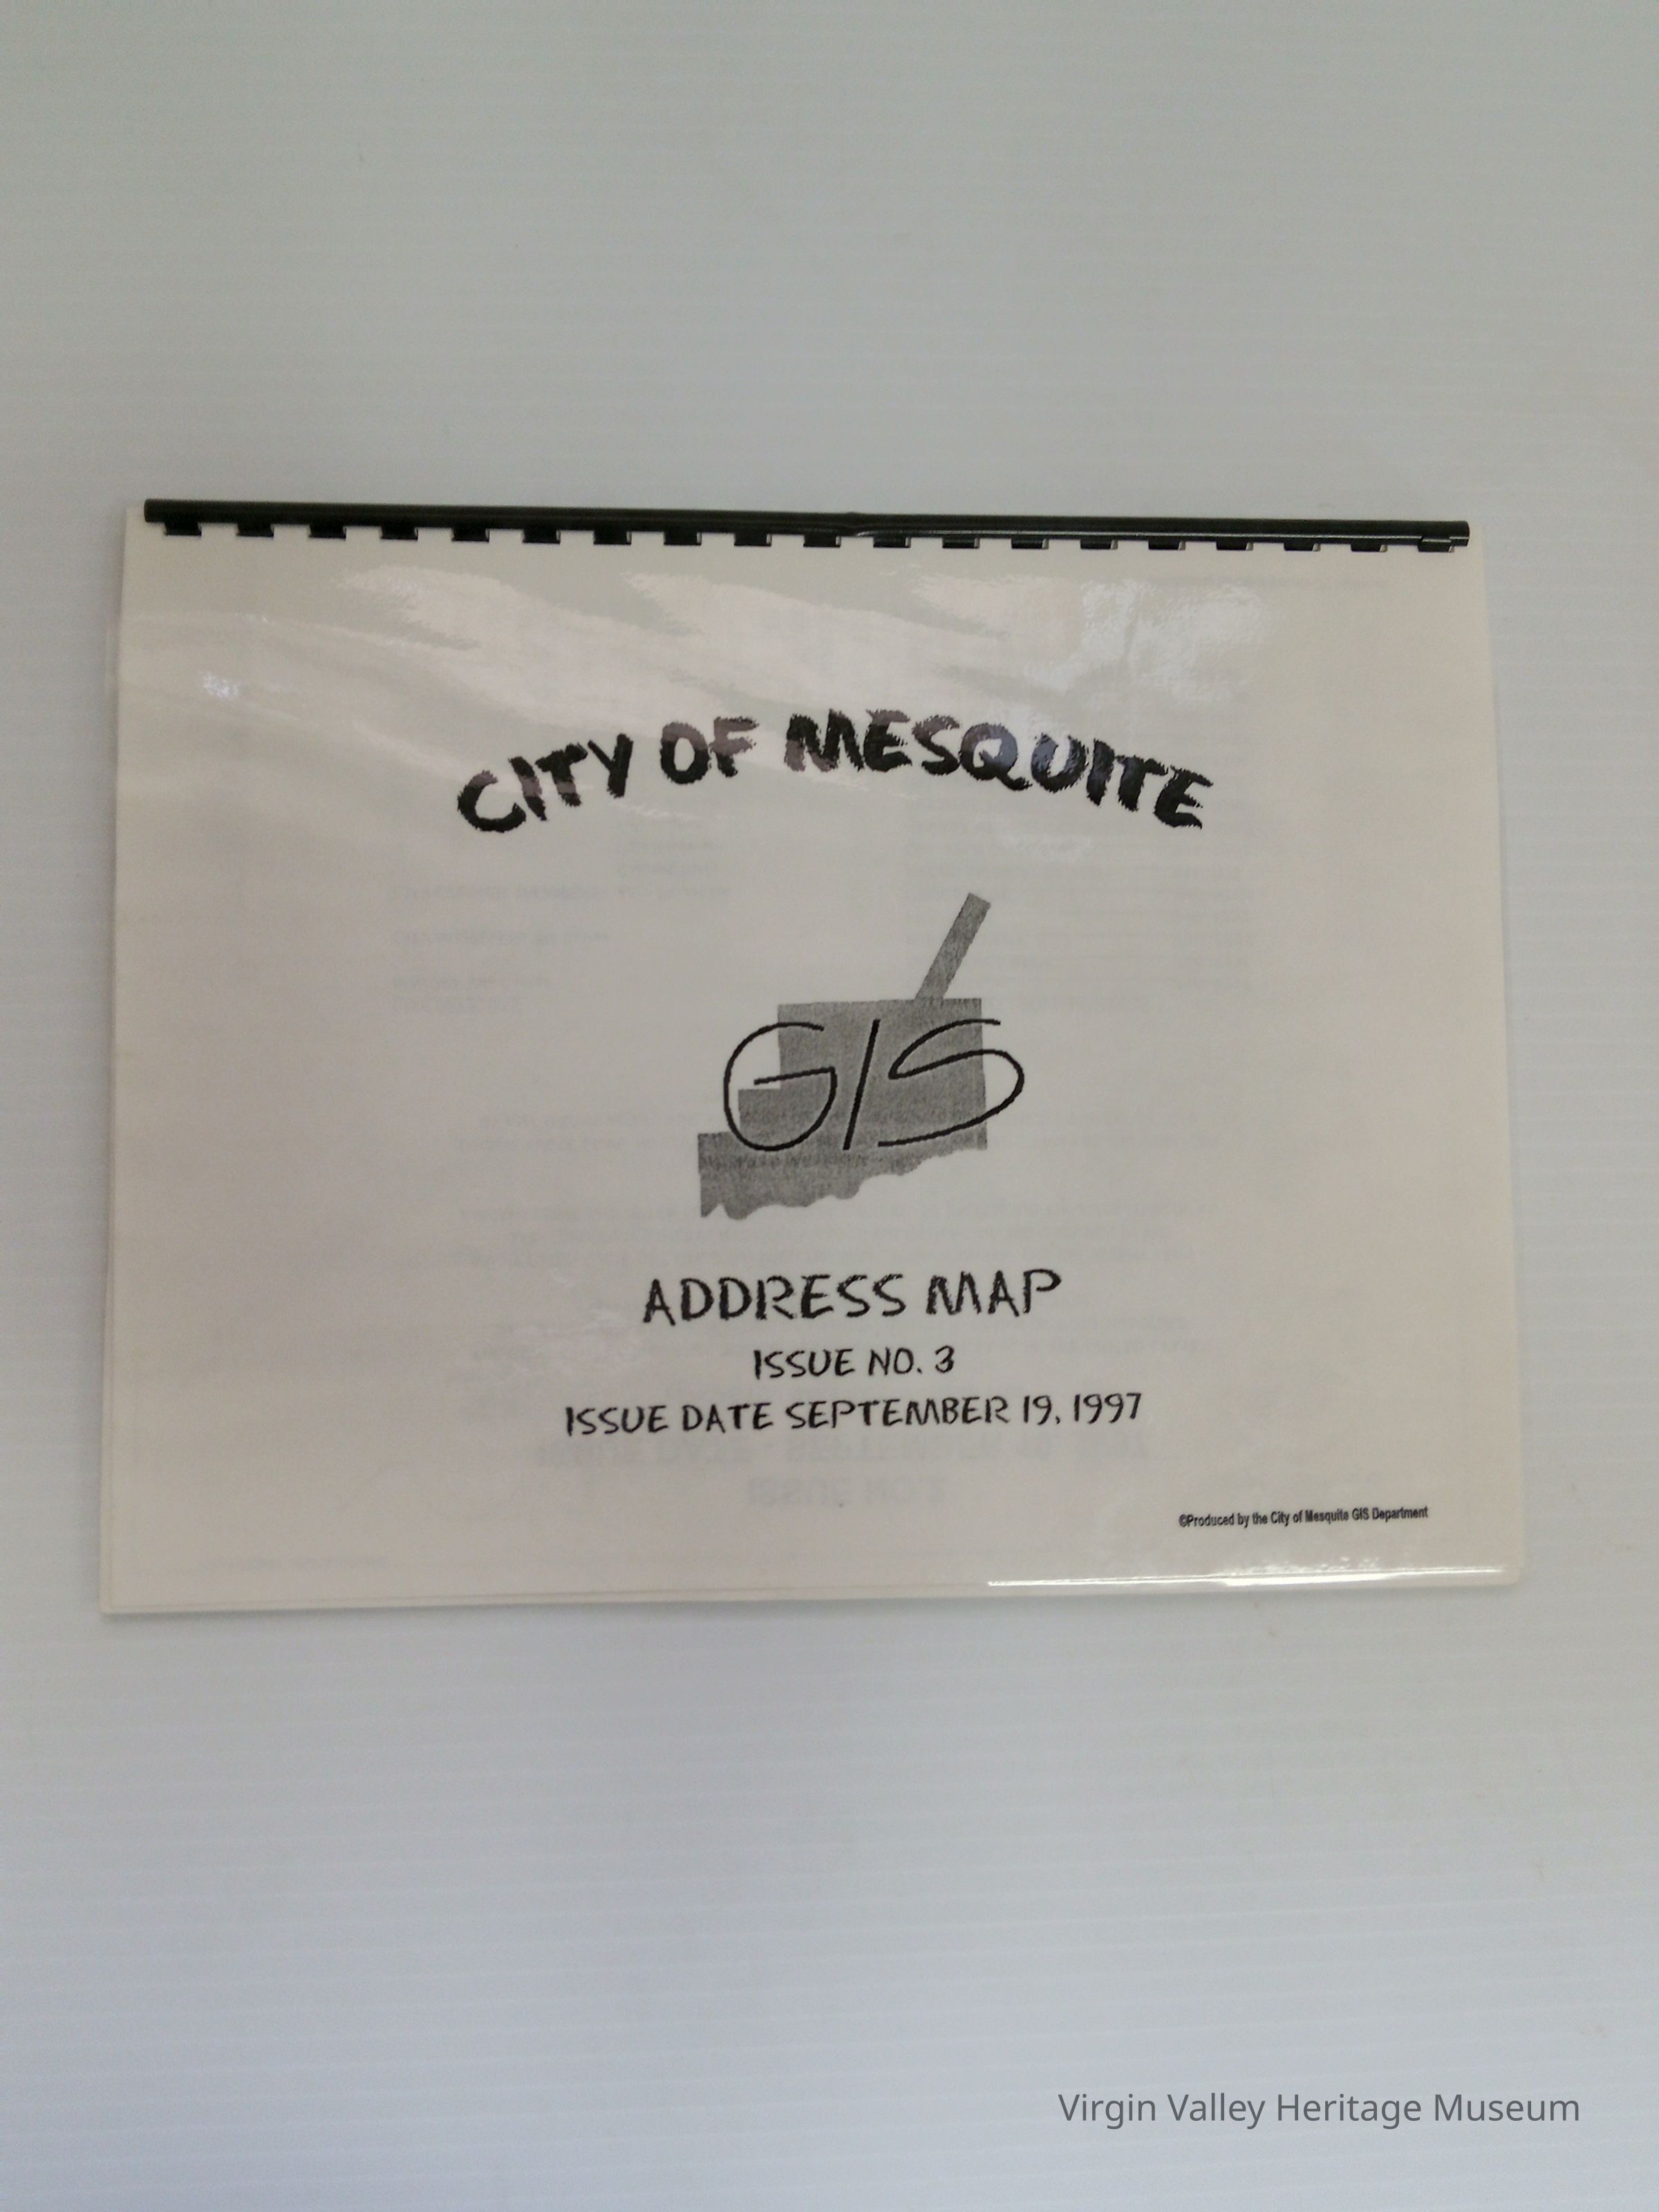 CITY OF MESQUITE
GIS
ADDRESS MAP
ISSUE NO. 3
ISSUE DATE SEPTEMBER 19, 1997
©Produced by the City of Mesquite GIS Department
Virgin Valley Heritage Museum